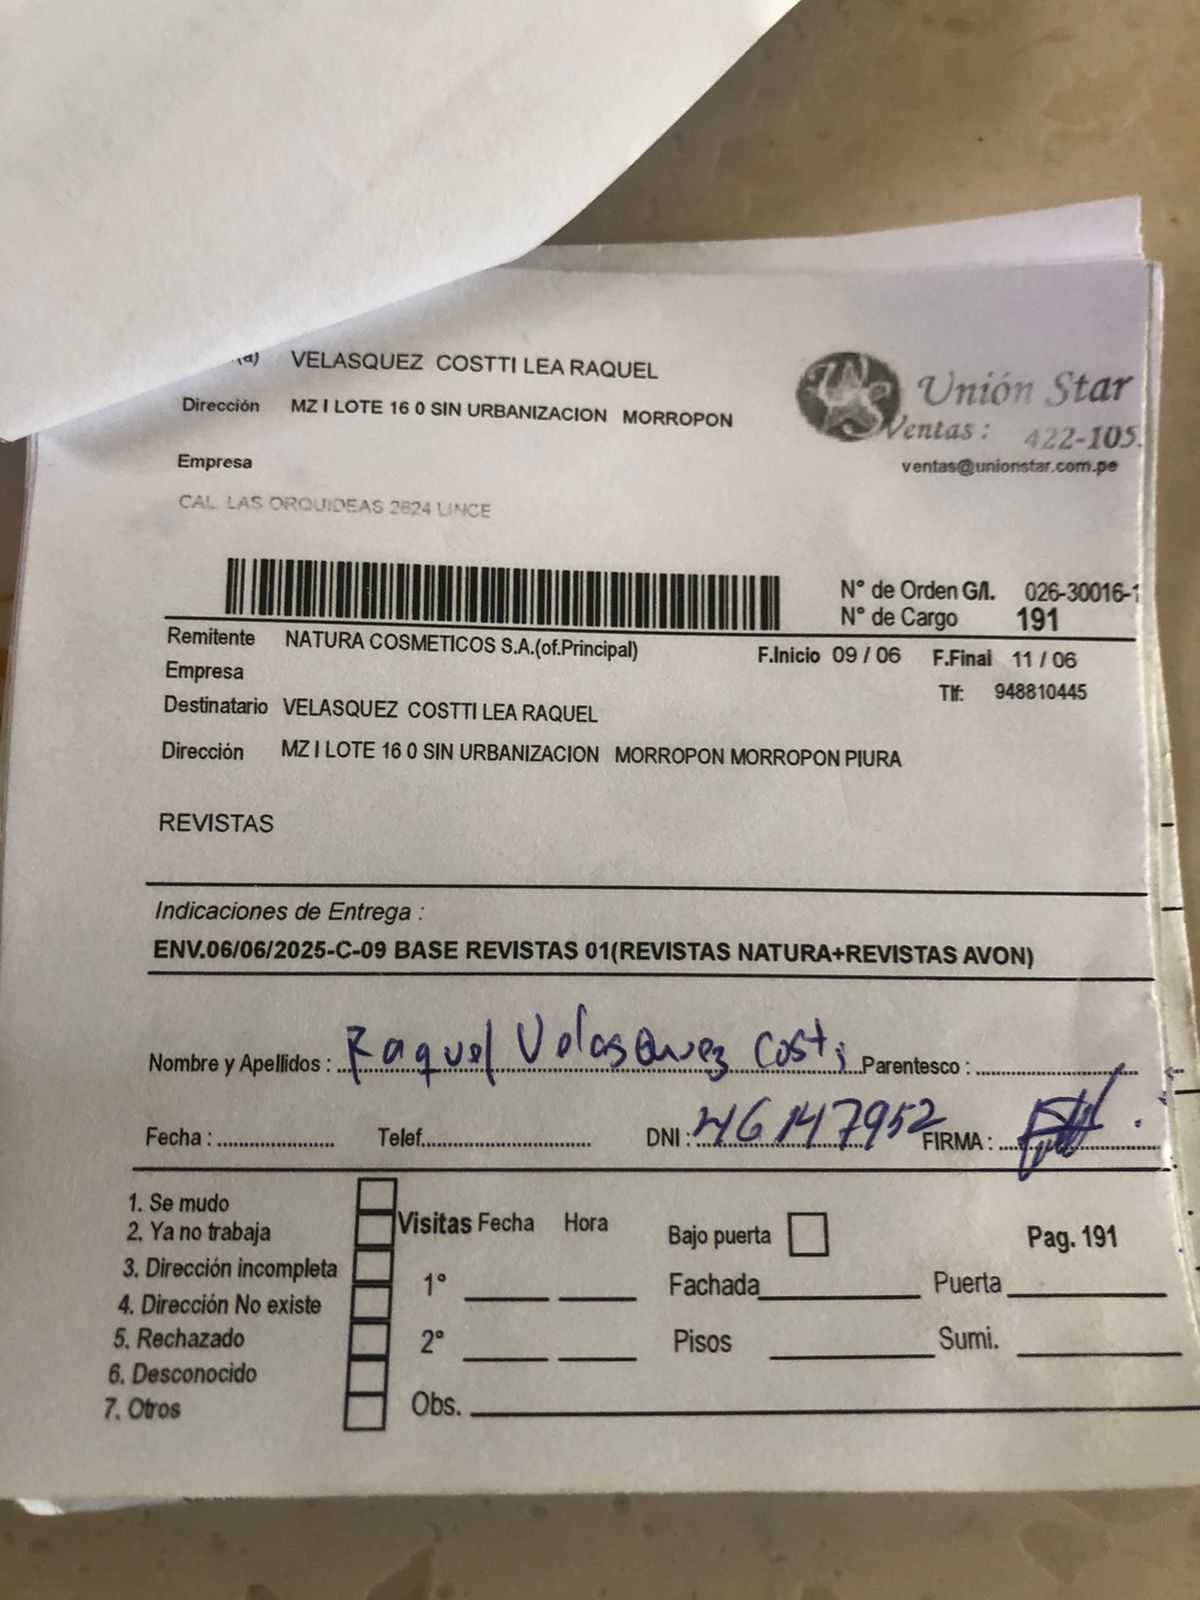 (a) VELASQUEZ COSTTI LEA RAQUEL
Dirección MZ I LOTE 16 0 SIN URBANIZACION MORROPON
Unión Star
Ventas : 422-105
ventas@unionstar.com.pe
Empresa
CAL. LAS ORQUIDEAS 2624 LINCE
N° de Orden G/I. 026-30016-1
N° de Cargo 191
Remitente NATURA COSMETICOS S.A.(of.Principal)
F.Inicio 09 / 06 F.Final 11 / 06
Empresa
Tlf: 948810445
Destinatario VELASQUEZ COSTTI LEA RAQUEL
Dirección MZ I LOTE 16 0 SIN URBANIZACION MORROPON MORROPON PIURA
REVISTAS
Indicaciones de Entrega :
ENV.06/06/2025-C-09 BASE REVISTAS 01(REVISTAS NATURA+REVISTAS AVON)
Nombre y Apellidos : Raquel Velasquez Costi Parentesco :
Fecha : Telef. DNI : 46147952 FIRMA :
1. Se mudo
2. Ya no trabaja
3. Dirección incompleta
4. Dirección No existe
5. Rechazado
6. Desconocido
7. Otros
Visitas Fecha Hora
1°
2°
Obs.
Bajo puerta
Pag. 191
Fachada Puerta
Pisos Sumi.